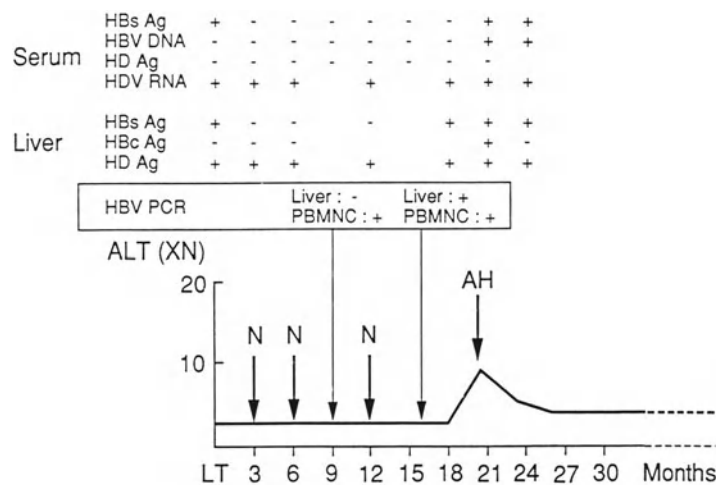 HBs Ag + - - - - - - + +
HBV DNA - - - - - - - + +
Serum
HD Ag - - - - - - - -
HDV RNA + + + + + + +
HBs Ag + - - - + + +
Liver
HBc Ag - - - + -
HD Ag + + + + + + +
HBV PCR
Liver : -
PBMNC : +
Liver : +
PBMNC : +
ALT (XN)
20
AH
N N N
10
LT 3 6 9 12 15 18 21 24 27 30 Months